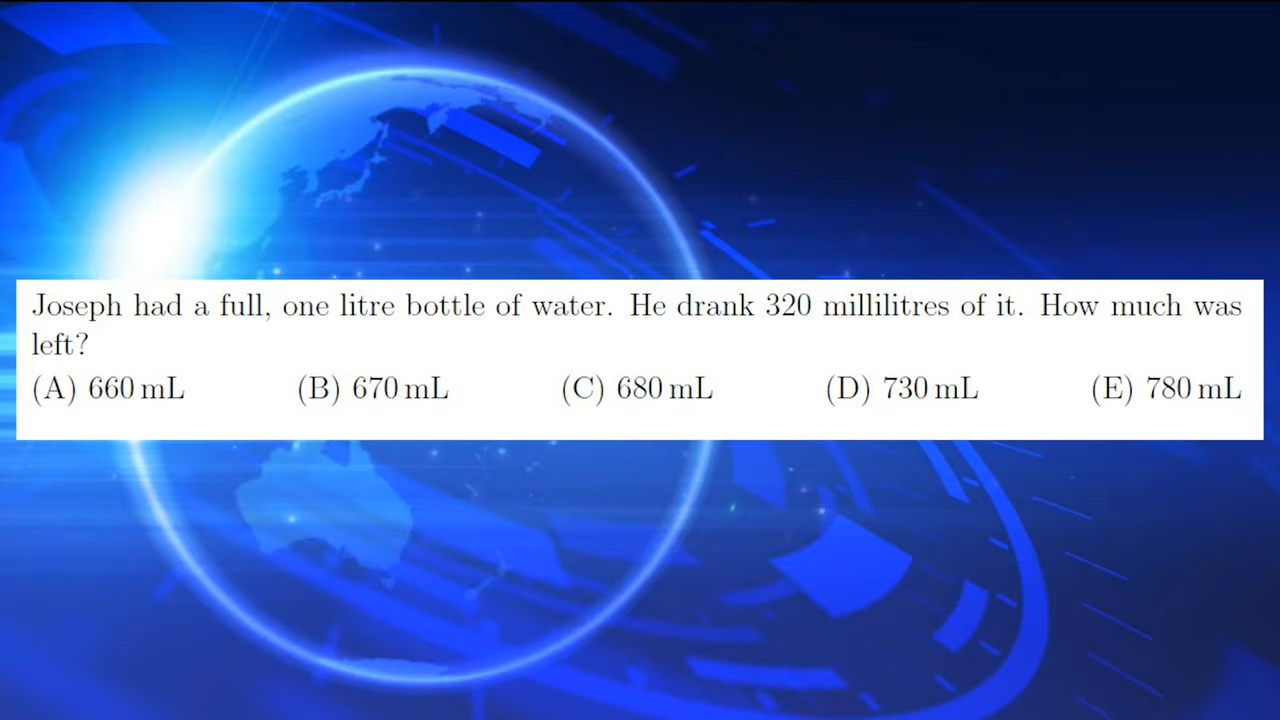 Joseph had a full, one litre bottle of water. He drank 320 millilitres of it. How much was
left?
(A) 660 mL (B) 670 mL (C) 680 mL (D) 730 mL (E) 780 mL